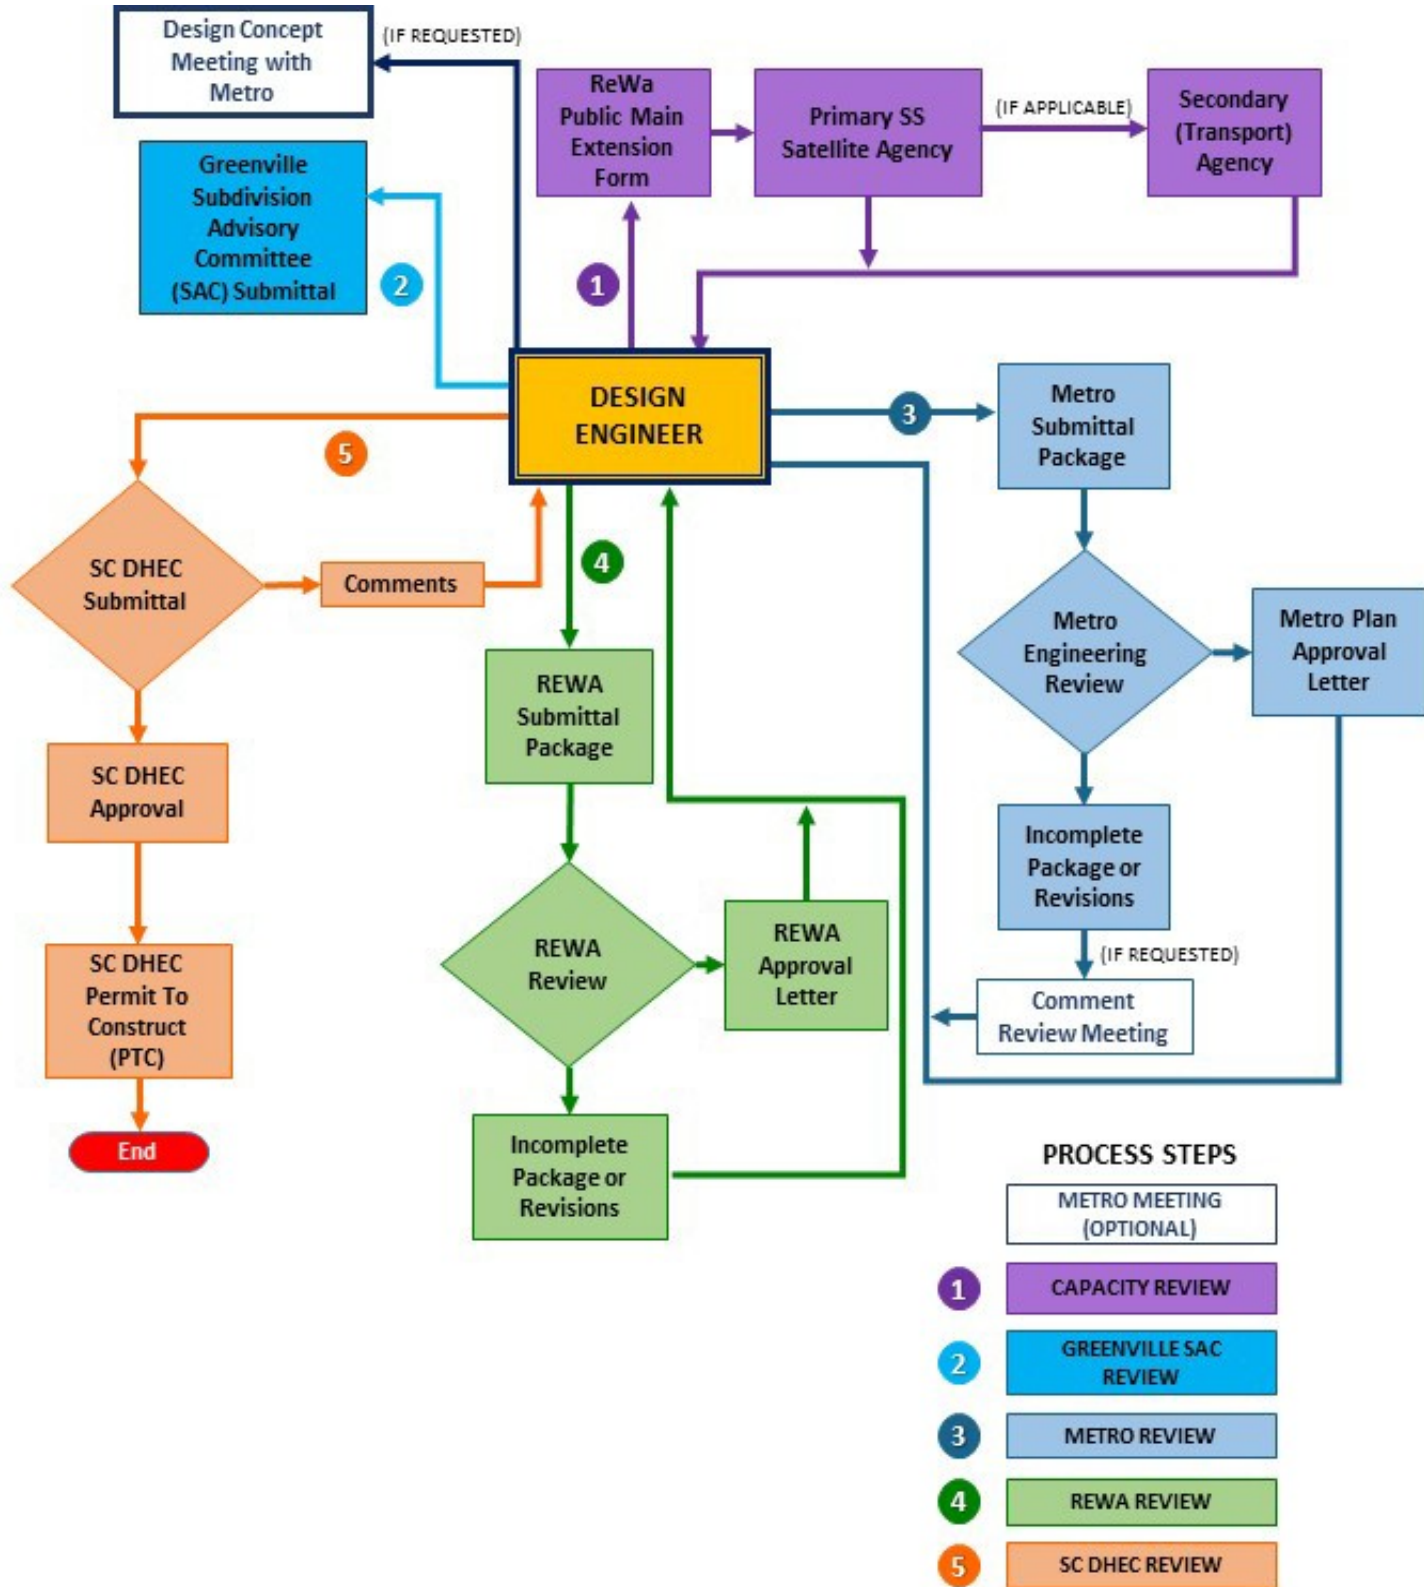 Design Concept
Meeting with
Metro
(IF REQUESTED)
ReWa
Public Main
Extension
Form
Primary SS
Satellite Agency
(IF APPLICABLE)
Secondary
(Transport)
Agency
Greenville
Subdivision
Advisory
Committee
(SAC) Submittal
2
1
DESIGN
ENGINEER
3
Metro
Submittal
Package
5
4
SC DHEC
Submittal
Comments
Metro
Engineering
Review
Metro Plan
Approval
Letter
REWA
Submittal
Package
SC DHEC
Approval
Incomplete
Package or
Revisions
REWA
Review
REWA
Approval
Letter
(IF REQUESTED)
Comment
Review Meeting
SC DHEC
Permit To
Construct
(PTC)
End
Incomplete
Package or
Revisions
PROCESS STEPS
METRO MEETING
(OPTIONAL)
1
CAPACITY REVIEW
2
GREENVILLE SAC
REVIEW
3
METRO REVIEW
4
REWA REVIEW
5
SC DHEC REVIEW